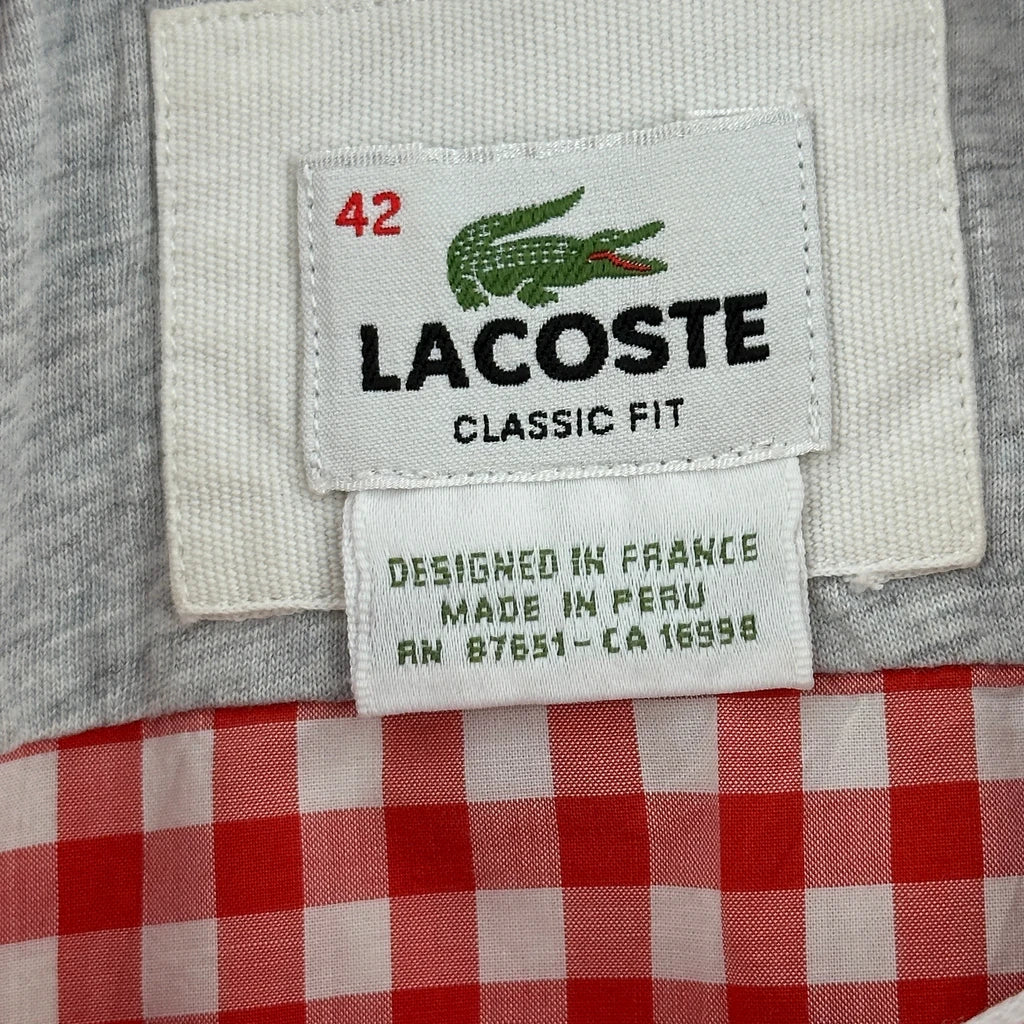 42
LACOSTE
CLASSIC FIT
DESIGNED IN FRANCE
MADE IN PERU
RN 87651-CA 16998